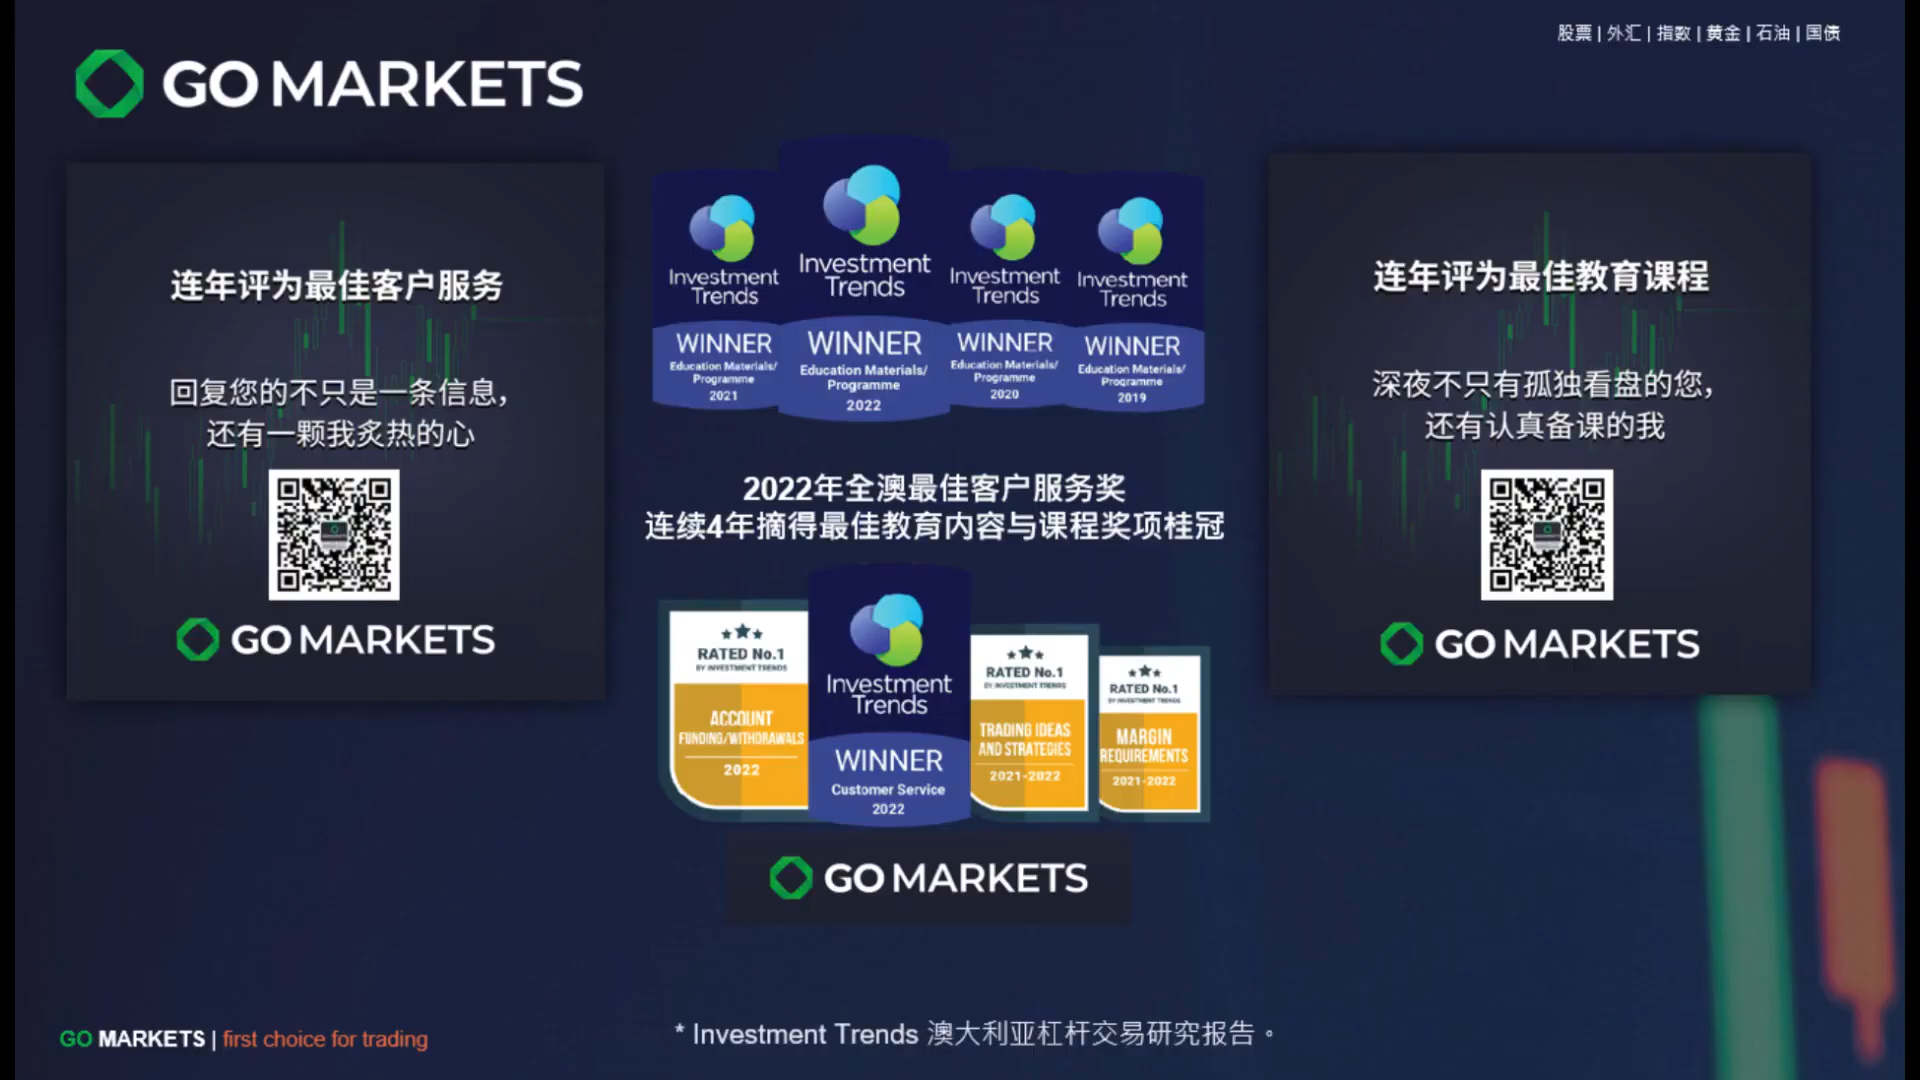 股票 | 外汇 | 指数 | 黄金 | 石油 | 国债
GO MARKETS
连年评为最佳客户服务
回复您的不只是一条信息，
还有一颗我炙热的心
GO MARKETS
Investment
Trends
WINNER
Education Materials/
Programme
2021
Investment
Trends
WINNER
Education Materials/
Programme
2022
Investment
Trends
WINNER
Education Materials/
Programme
2020
Investment
Trends
WINNER
Education Materials/
Programme
2019
2022年全澳最佳客户服务奖
连续4年摘得最佳教育内容与课程奖项桂冠
RATED No.1
BY INVESTMENT TRENDS
ACCOUNT
FUNDING/WITHDRAWALS
2022
Investment
Trends
WINNER
Customer Service
2022
RATED No.1
BY INVESTMENT TRENDS
TRADING IDEAS
AND STRATEGIES
2021-2022
RATED No.1
BY INVESTMENT TRENDS
MARGIN
REQUIREMENTS
2021-2022
GO MARKETS
连年评为最佳教育课程
深夜不只有孤独看盘的您，
还有认真备课的我
GO MARKETS
GO MARKETS | first choice for trading
* Investment Trends 澳大利亚杠杆交易研究报告。